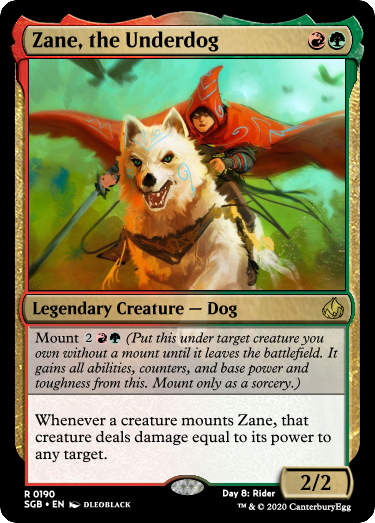 Zane, the Underdog
Legendary Creature — Dog
Mount 2 (Put this under target creature you
own without a mount until it leaves the battlefield. It
gains all abilities, counters, and base power and
toughness from this. Mount only as a sorcery.)
Whenever a creature mounts Zane, that
creature deals damage equal to its power to
any target.
2/2
R 0190
Day 8: Rider
SGB • EN DLEOBLACK
™ & © 2020 CanterburyEgg